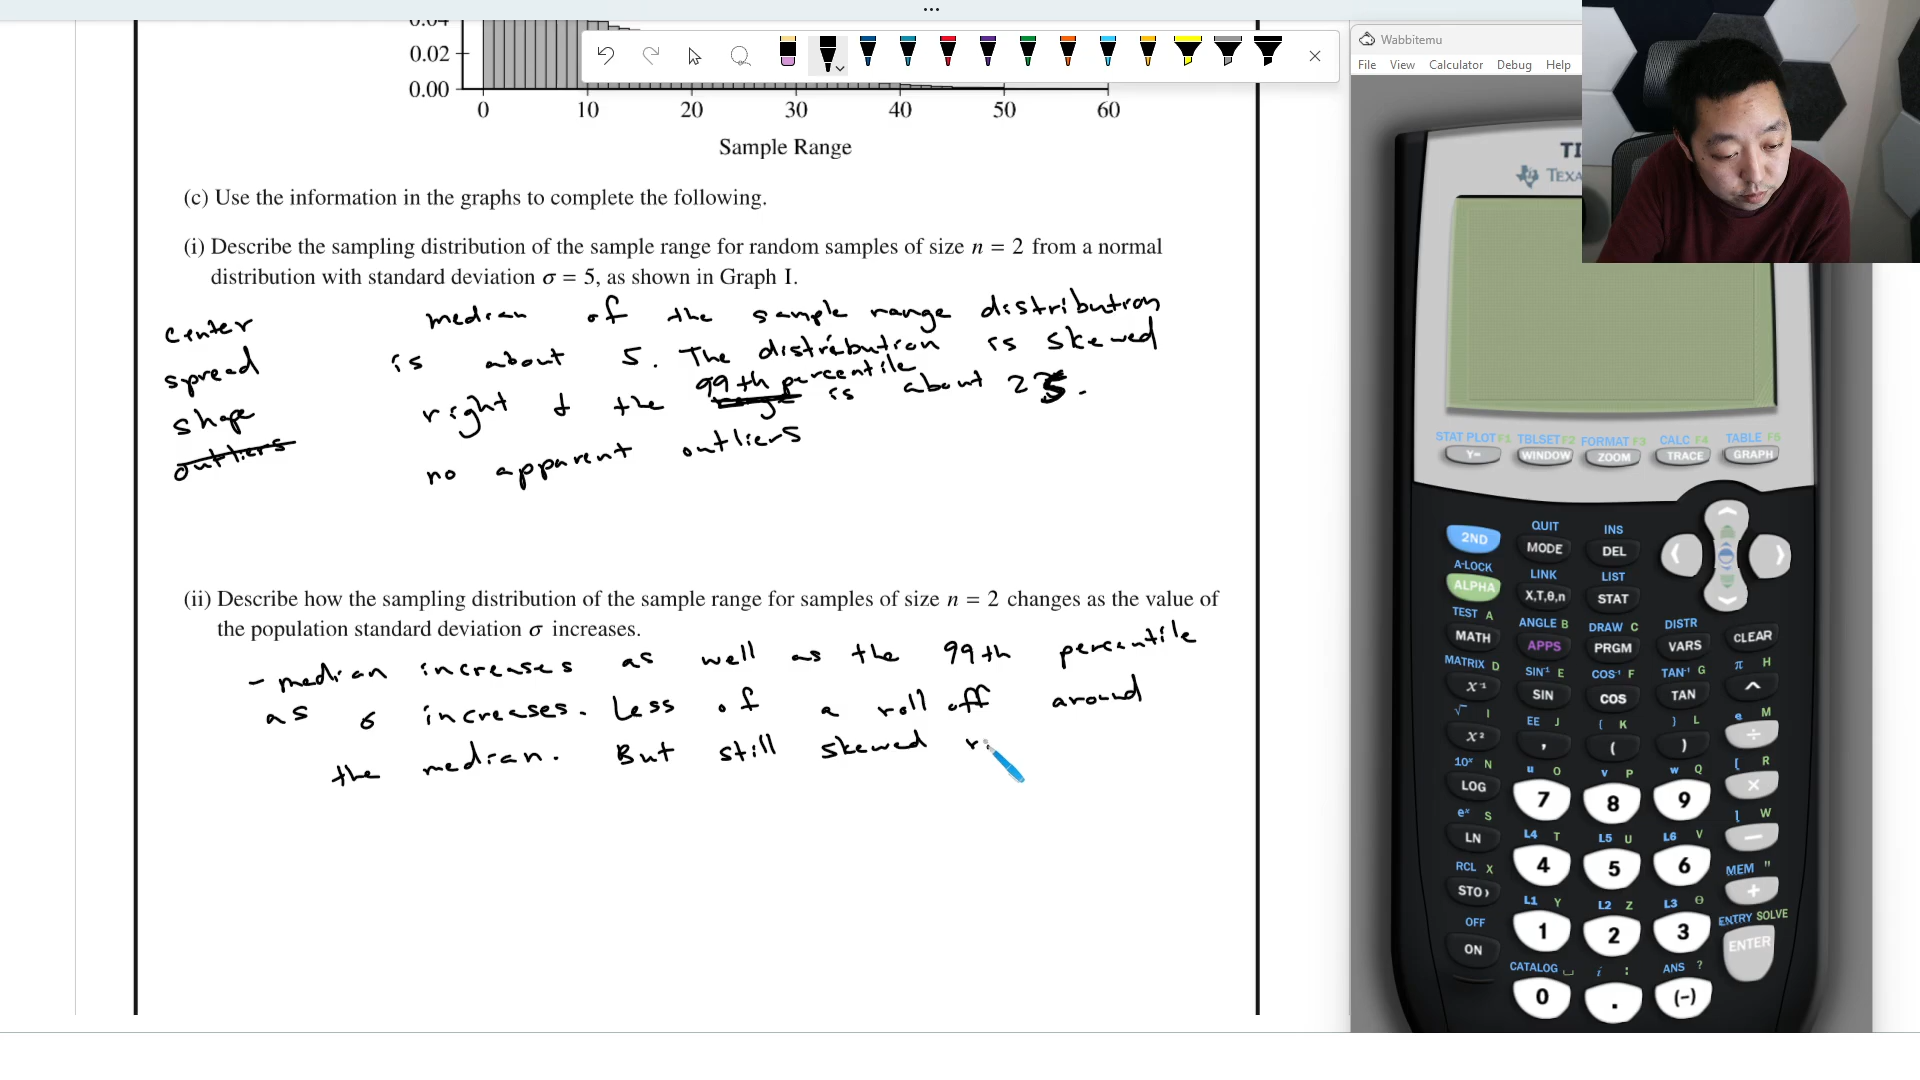 ...
0.04
0.02
0.00
0 10 20 30 40 50 60
Sample Range
(c) Use the information in the graphs to complete the following.
(i) Describe the sampling distribution of the sample range for random samples of size n = 2 from a normal
distribution with standard deviation σ = 5, as shown in Graph I.
center
spread
shape
outliers
median of the sample range distribution
is about 5. The distribution is skewed
99th percentile
right & the range is about 25.
no apparent outliers
(ii) Describe how the sampling distribution of the sample range for samples of size n = 2 changes as the value of
the population standard deviation σ increases.
- median increases as well as the 99th percentile
as σ increases. Less of a roll off around
the median. But still skewed r
Wabbitemu
File View Calculator Debug Help
TI
TEXA
STAT PLOT F1 TBLSET F2 FORMAT F3 CALC F4 TABLE F5
Y= WINDOW ZOOM TRACE GRAPH
QUIT INS
2ND MODE DEL
A-LOCK LINK LIST
ALPHA X,T,θ,n STAT
TEST A ANGLE B DRAW C DISTR
MATH APPS PRGM VARS CLEAR
MATRIX D SIN⁻¹ E COS⁻¹ F TAN⁻¹ G π H
X⁻¹ SIN COS TAN ^
√ I EE J { K } L e M
X² , ( ) ÷
10ˣ N u O v P w Q [ R
LOG 7 8 9 ×
eˣ S L4 T L5 U L6 V ] W
LN 4 5 6 −
RCL X L1 Y L2 Z L3 θ MEM "
STO› 1 2 3 +
OFF CATALOG i : ANS ? ENTRY SOLVE
ON 0 . (-) ENTER